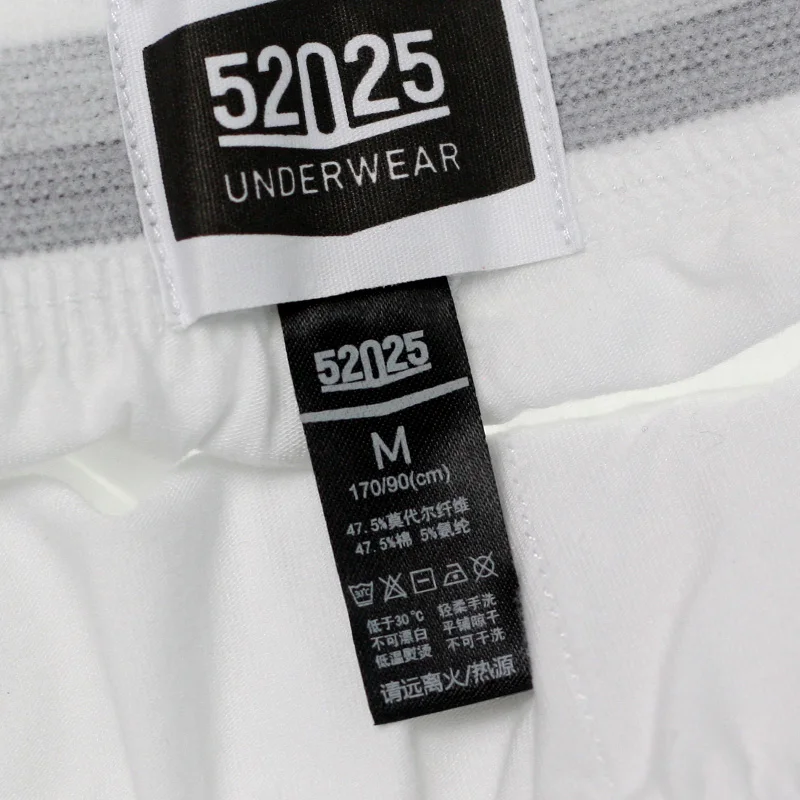 52025
UNDERWEAR
52025
M
170/90(cm)
47.5%莫代尔纤维
47.5%棉 5%氨纶
30℃
低于30℃ 轻柔手洗
不可漂白 平铺隙干
低温熨烫 不可干洗
请远离火/热源